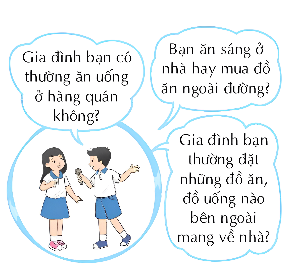 Gia đình bạn có
thường ăn uống
ở hàng quán
không?
Bạn ăn sáng ở
nhà hay mua đồ
ăn ngoài đường?
Gia đình bạn
thường đặt
những đồ ăn,
đồ uống nào
bên ngoài
mang về nhà?